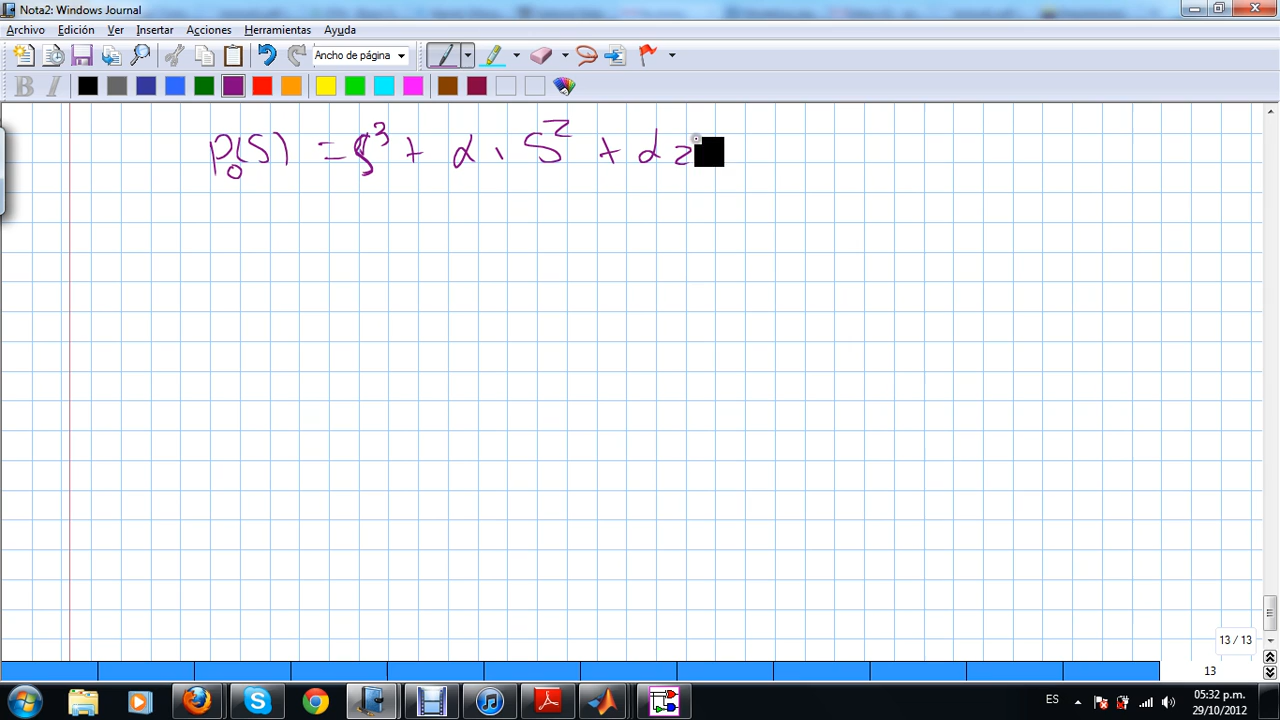 Nota2: Windows Journal
Archivo Edición Ver Insertar Acciones Herramientas Ayuda
Ancho de página
B I
P₀(S) = S³ + α₁ S² + α₂
13 / 13
13
ES 05:32 p.m.
29/10/2012